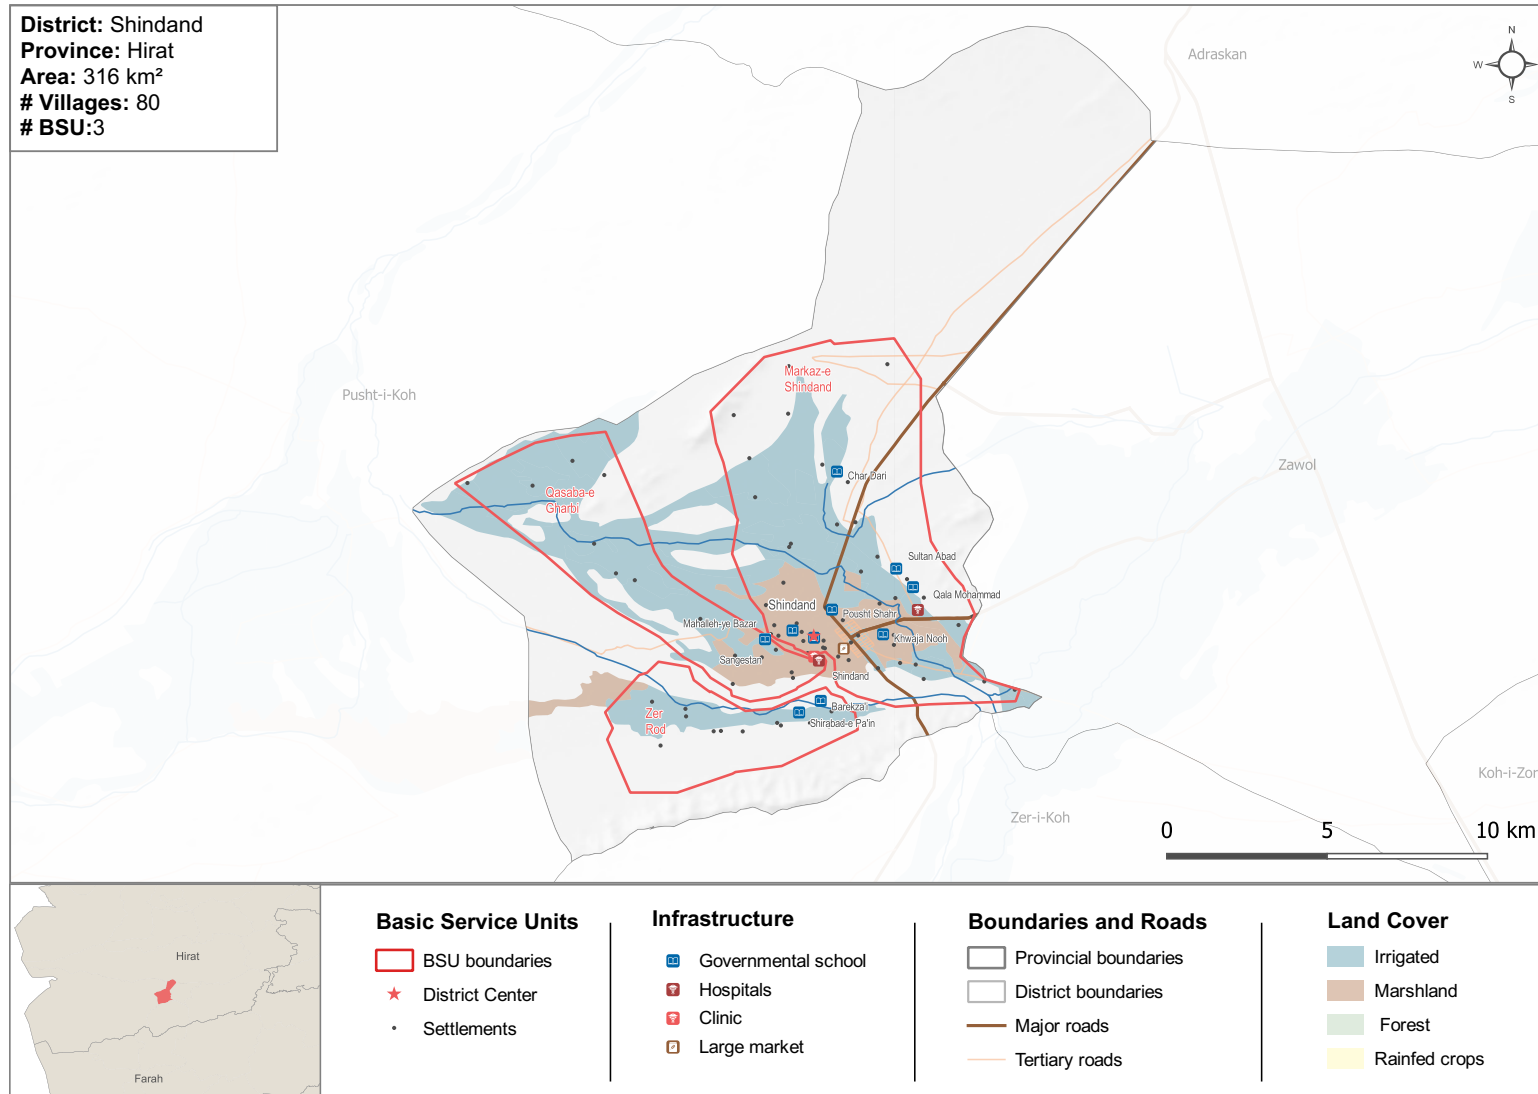 District: Shindand
Province: Hirat
Area: 316 km²
# Villages: 80
# BSU:3
N
W
S
Adraskan
Pusht-i-Koh
Zawol
Koh-i-Zor
Zer-i-Koh
Markaz-e
Shindand
Qasaba-e
Gharbi
Char Dari
Sultan Abad
Qala Mohammad
Shindand
Pousht Shahr
Mahalleh-ye Bazar
Khwaja Nooh
Sangestan
Shindand
Zer
Rod
Barekza
Shirabad-e Pa'in
0 5 10 km
Hirat
Farah
Basic Service Units
BSU boundaries
District Center
Settlements
Infrastructure
Governmental school
Hospitals
Clinic
Large market
Boundaries and Roads
Provincial boundaries
District boundaries
Major roads
Tertiary roads
Land Cover
Irrigated
Marshland
Forest
Rainfed crops